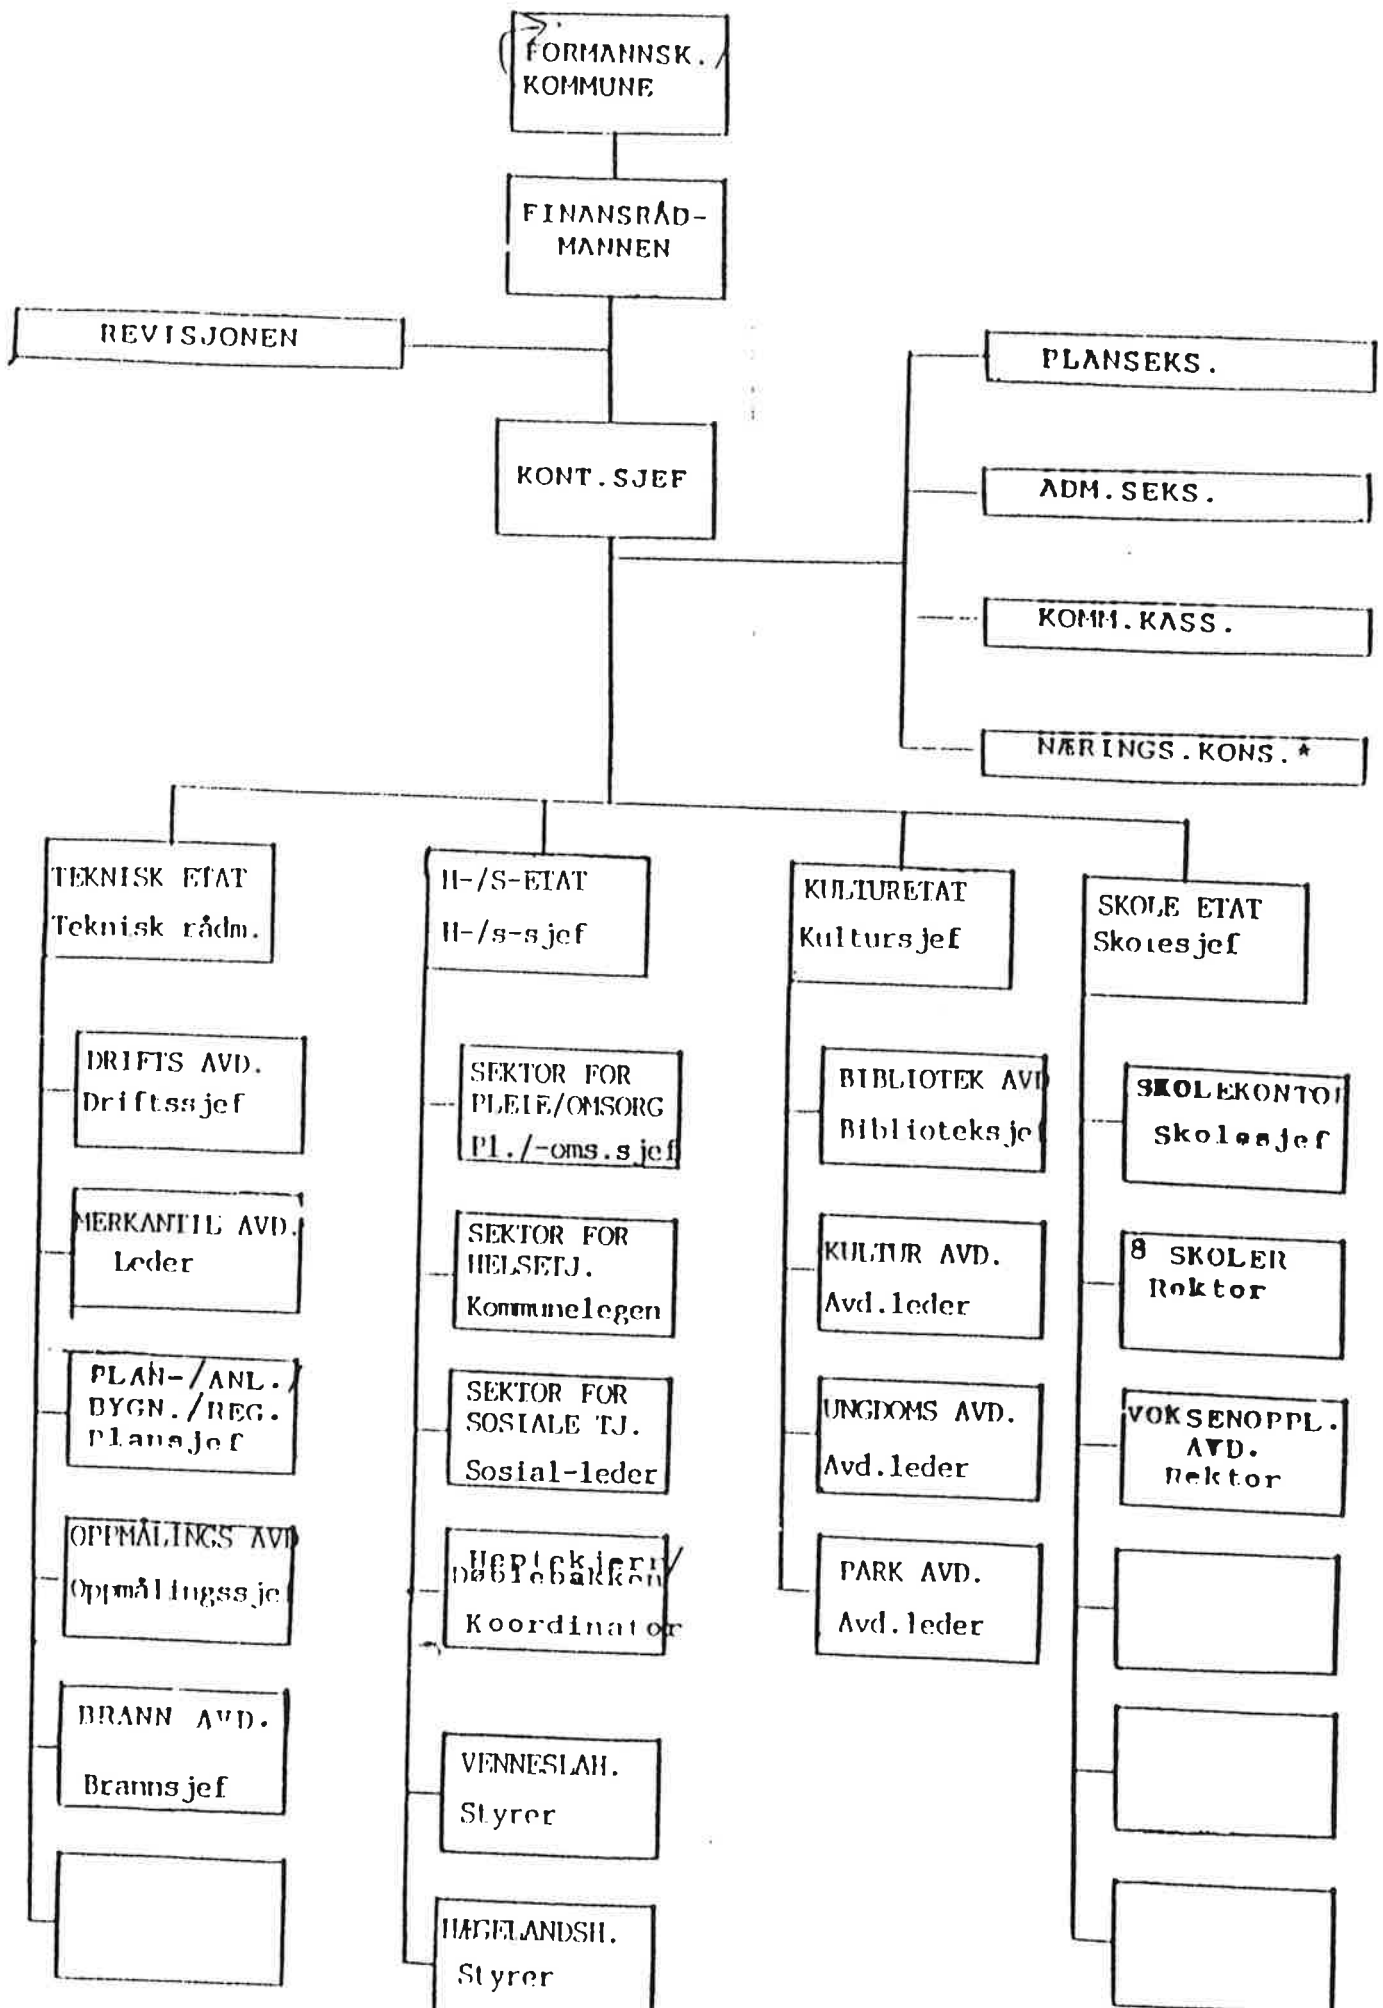 FORMANNSK./
KOMMUNE
FINANSRÅD-
MANNEN
REVISJONEN
PLANSEKS.
KONT.SJEF
ADM.SEKS.
KOMM.KASS.
NÆRINGS.KONS.*
TEKNISK ETAT
Teknisk rådm.
DRIFTS AVD.
Driftssjef
MERKANTIL AVD.
Leder
PLAN-/ANL./
BYGN./REG.
Plansjef
OPPMÅLINGS AVD
Oppmålingssje
BRANN AVD.
Brannsjef
H-/S-ETAT
H-/s-sjef
SEKTOR FOR
PLEIE/OMSORG
Pl./-oms.sjef
SEKTOR FOR
HELSETJ.
Kommunelegen
SEKTOR FOR
SOSIALE TJ.
Sosial-leder
Koordinator
VENNESLAH.
Styrer
HÆGELANDSH.
Styrer
KULTURETAT
Kultursjef
BIBLIOTEK AVD
Biblioteksjef
KULTUR AVD.
Avd.leder
UNGDOMS AVD.
Avd.leder
PARK AVD.
Avd.leder
SKOLE ETAT
Skolesjef
SKOLEKONTOR
Skolesjef
8 SKOLER
Rektor
VOKSENOPPL.
AVD.
Rektor